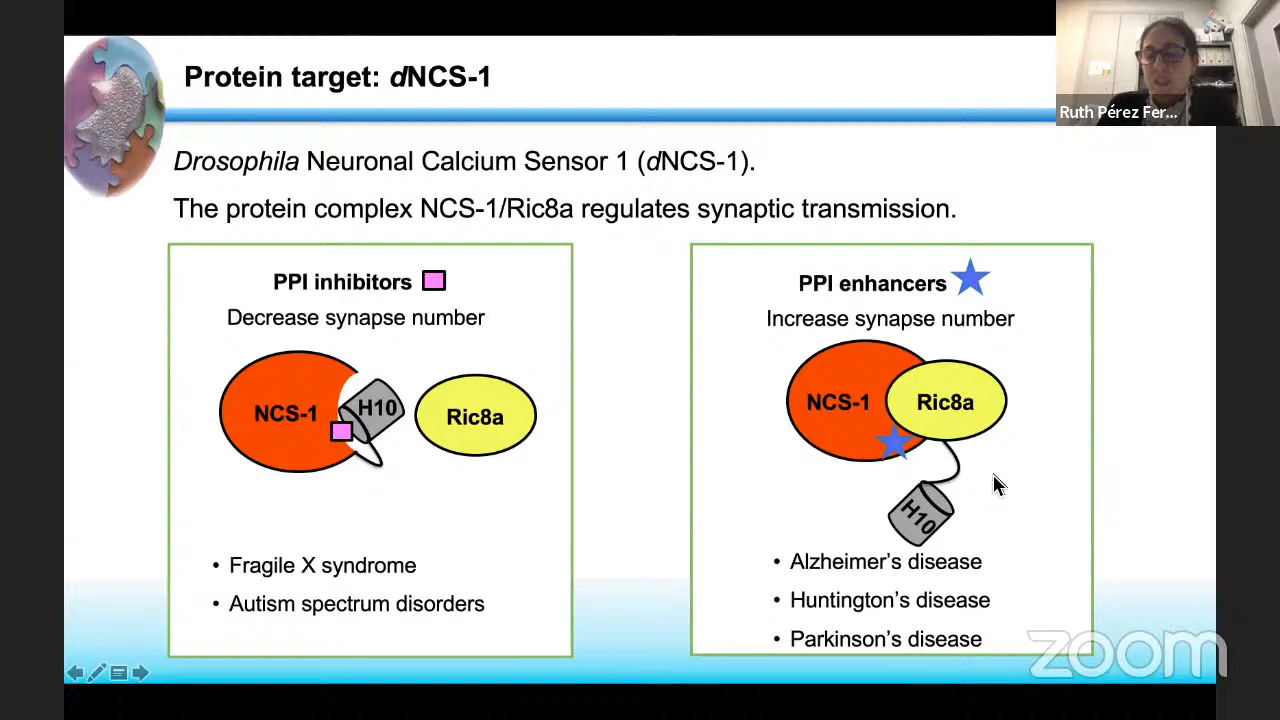 Protein target: dNCS-1
Ruth Pérez Fer...
Drosophila Neuronal Calcium Sensor 1 (dNCS-1).
The protein complex NCS-1/Ric8a regulates synaptic transmission.
PPI inhibitors
Decrease synapse number
NCS-1
H10
Ric8a
• Fragile X syndrome
• Autism spectrum disorders
PPI enhancers
Increase synapse number
NCS-1
Ric8a
H10
• Alzheimer's disease
• Huntington's disease
• Parkinson's disease
zoom